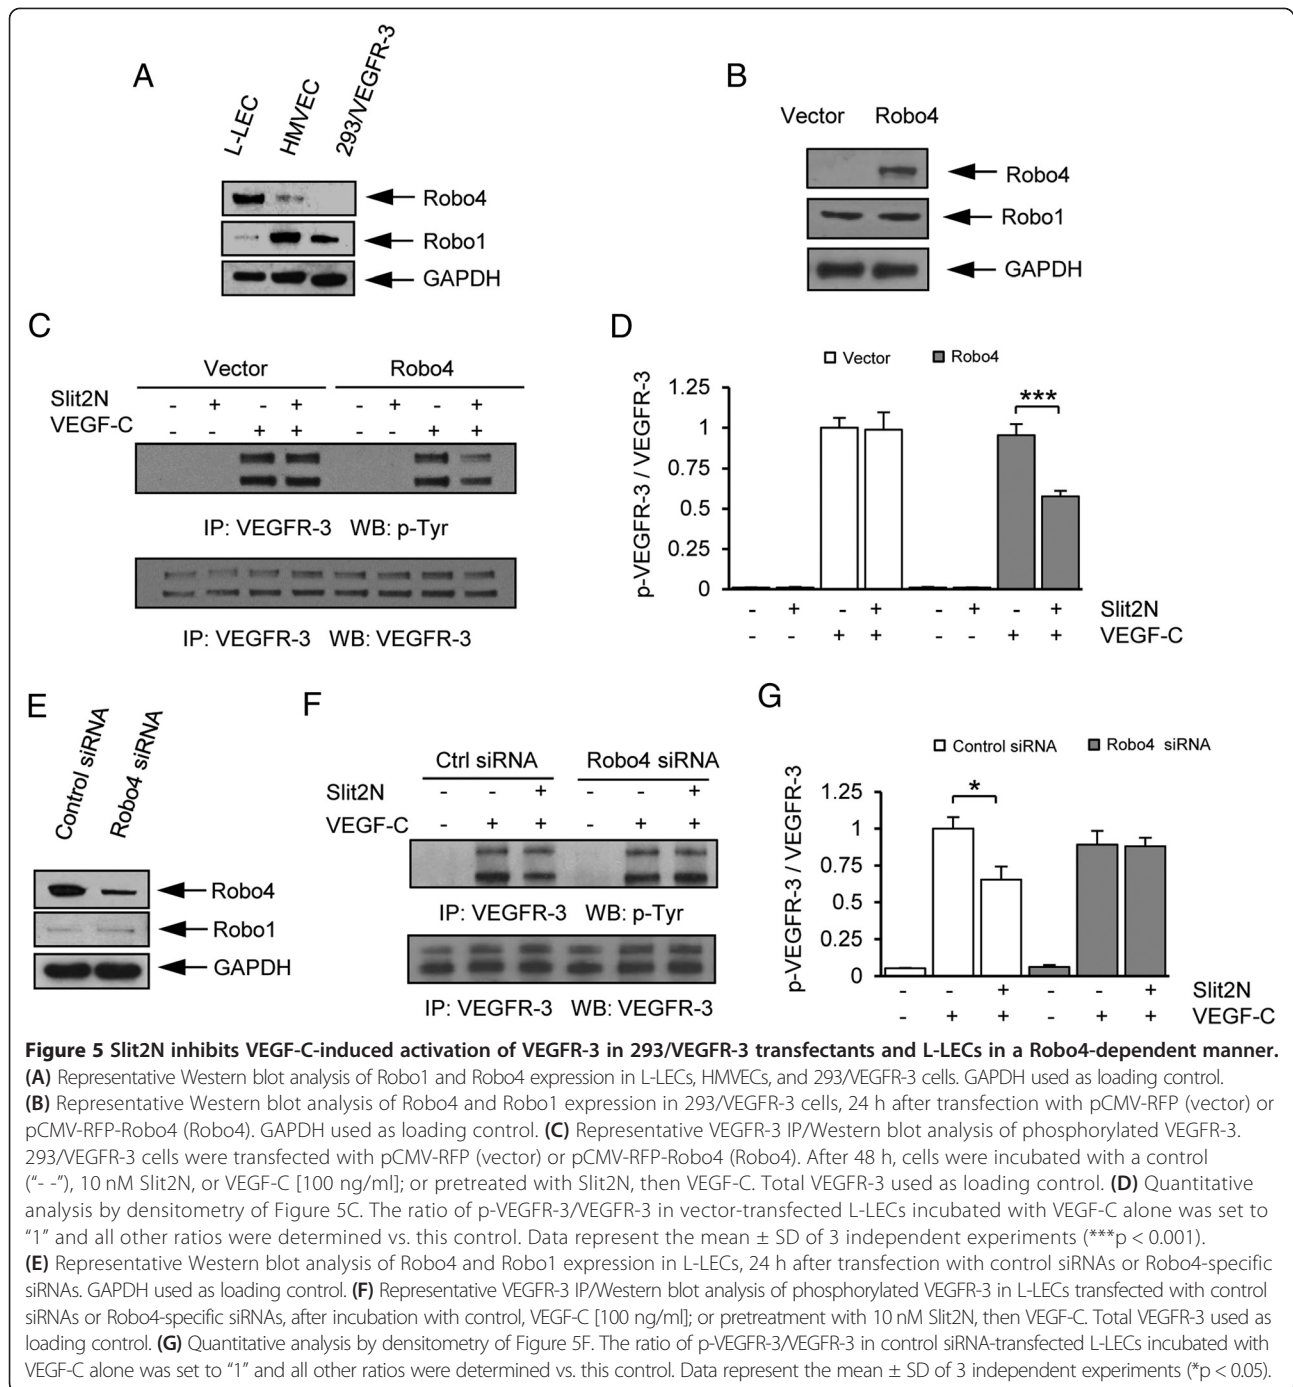 A
L-LEC
HMVEC
293/VEGFR-3
Robo4
Robo1
GAPDH
B
Vector Robo4
Robo4
Robo1
GAPDH
C
Vector Robo4
Slit2N - + - + - + - +
VEGF-C - - + + - - + +
IP: VEGFR-3 WB: p-Tyr
IP: VEGFR-3 WB: VEGFR-3
D
Vector Robo4
p-VEGFR-3 / VEGFR-3
1.25
1
0.75
0.5
0.25
0
***
- + - + - + - + Slit2N
- - + + - - + + VEGF-C
E
Control siRNA
Robo4 siRNA
Robo4
Robo1
GAPDH
F
Ctrl siRNA Robo4 siRNA
Slit2N - - + - - +
VEGF-C - + + - + +
IP: VEGFR-3 WB: p-Tyr
IP: VEGFR-3 WB: VEGFR-3
G
Control siRNA Robo4 siRNA
p-VEGFR-3 / VEGFR-3
1.25
1
0.75
0.5
0.25
0
*
- - + - - + Slit2N
- + + - + + VEGF-C
Figure 5 Slit2N inhibits VEGF-C-induced activation of VEGFR-3 in 293/VEGFR-3 transfectants and L-LECs in a Robo4-dependent manner.
(A) Representative Western blot analysis of Robo1 and Robo4 expression in L-LECs, HMVECs, and 293/VEGFR-3 cells. GAPDH used as loading control.
(B) Representative Western blot analysis of Robo4 and Robo1 expression in 293/VEGFR-3 cells, 24 h after transfection with pCMV-RFP (vector) or
pCMV-RFP-Robo4 (Robo4). GAPDH used as loading control. (C) Representative VEGFR-3 IP/Western blot analysis of phosphorylated VEGFR-3.
293/VEGFR-3 cells were transfected with pCMV-RFP (vector) or pCMV-RFP-Robo4 (Robo4). After 48 h, cells were incubated with a control
(“- -”), 10 nM Slit2N, or VEGF-C [100 ng/ml]; or pretreated with Slit2N, then VEGF-C. Total VEGFR-3 used as loading control. (D) Quantitative
analysis by densitometry of Figure 5C. The ratio of p-VEGFR-3/VEGFR-3 in vector-transfected L-LECs incubated with VEGF-C alone was set to
“1” and all other ratios were determined vs. this control. Data represent the mean ± SD of 3 independent experiments (***p < 0.001).
(E) Representative Western blot analysis of Robo4 and Robo1 expression in L-LECs, 24 h after transfection with control siRNAs or Robo4-specific
siRNAs. GAPDH used as loading control. (F) Representative VEGFR-3 IP/Western blot analysis of phosphorylated VEGFR-3 in L-LECs transfected with control
siRNAs or Robo4-specific siRNAs, after incubation with control, VEGF-C [100 ng/ml]; or pretreatment with 10 nM Slit2N, then VEGF-C. Total VEGFR-3 used as
loading control. (G) Quantitative analysis by densitometry of Figure 5F. The ratio of p-VEGFR-3/VEGFR-3 in control siRNA-transfected L-LECs incubated with
VEGF-C alone was set to “1” and all other ratios were determined vs. this control. Data represent the mean ± SD of 3 independent experiments (*p < 0.05).